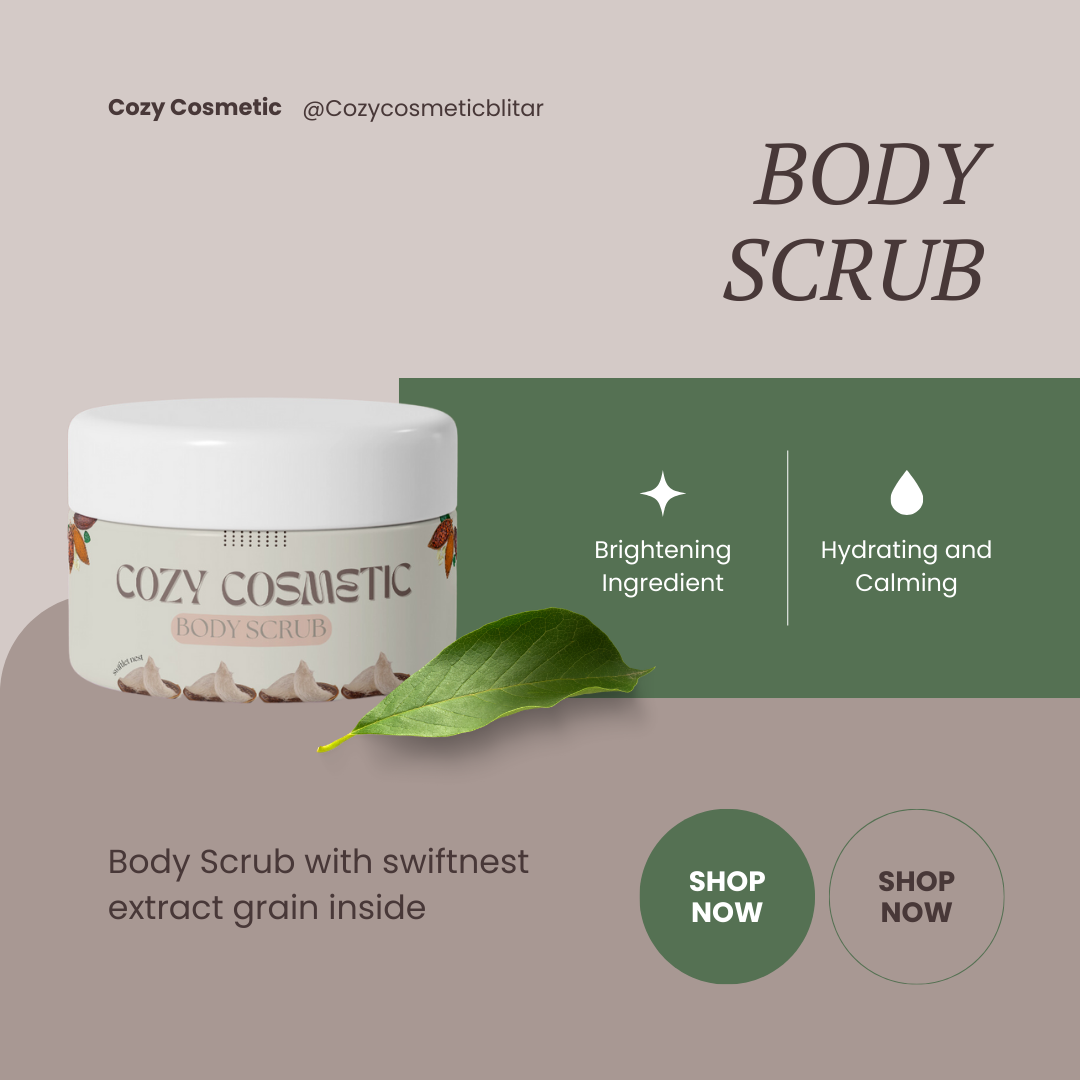 Cozy Cosmetic @Cozycosmeticblitar
BODY
SCRUB
Brightening
Ingredient
Hydrating and
Calming
COZY COSMETIC
BODY SCRUB
swiftlet nest
Body Scrub with swiftnest
extract grain inside
SHOP
NOW
SHOP
NOW